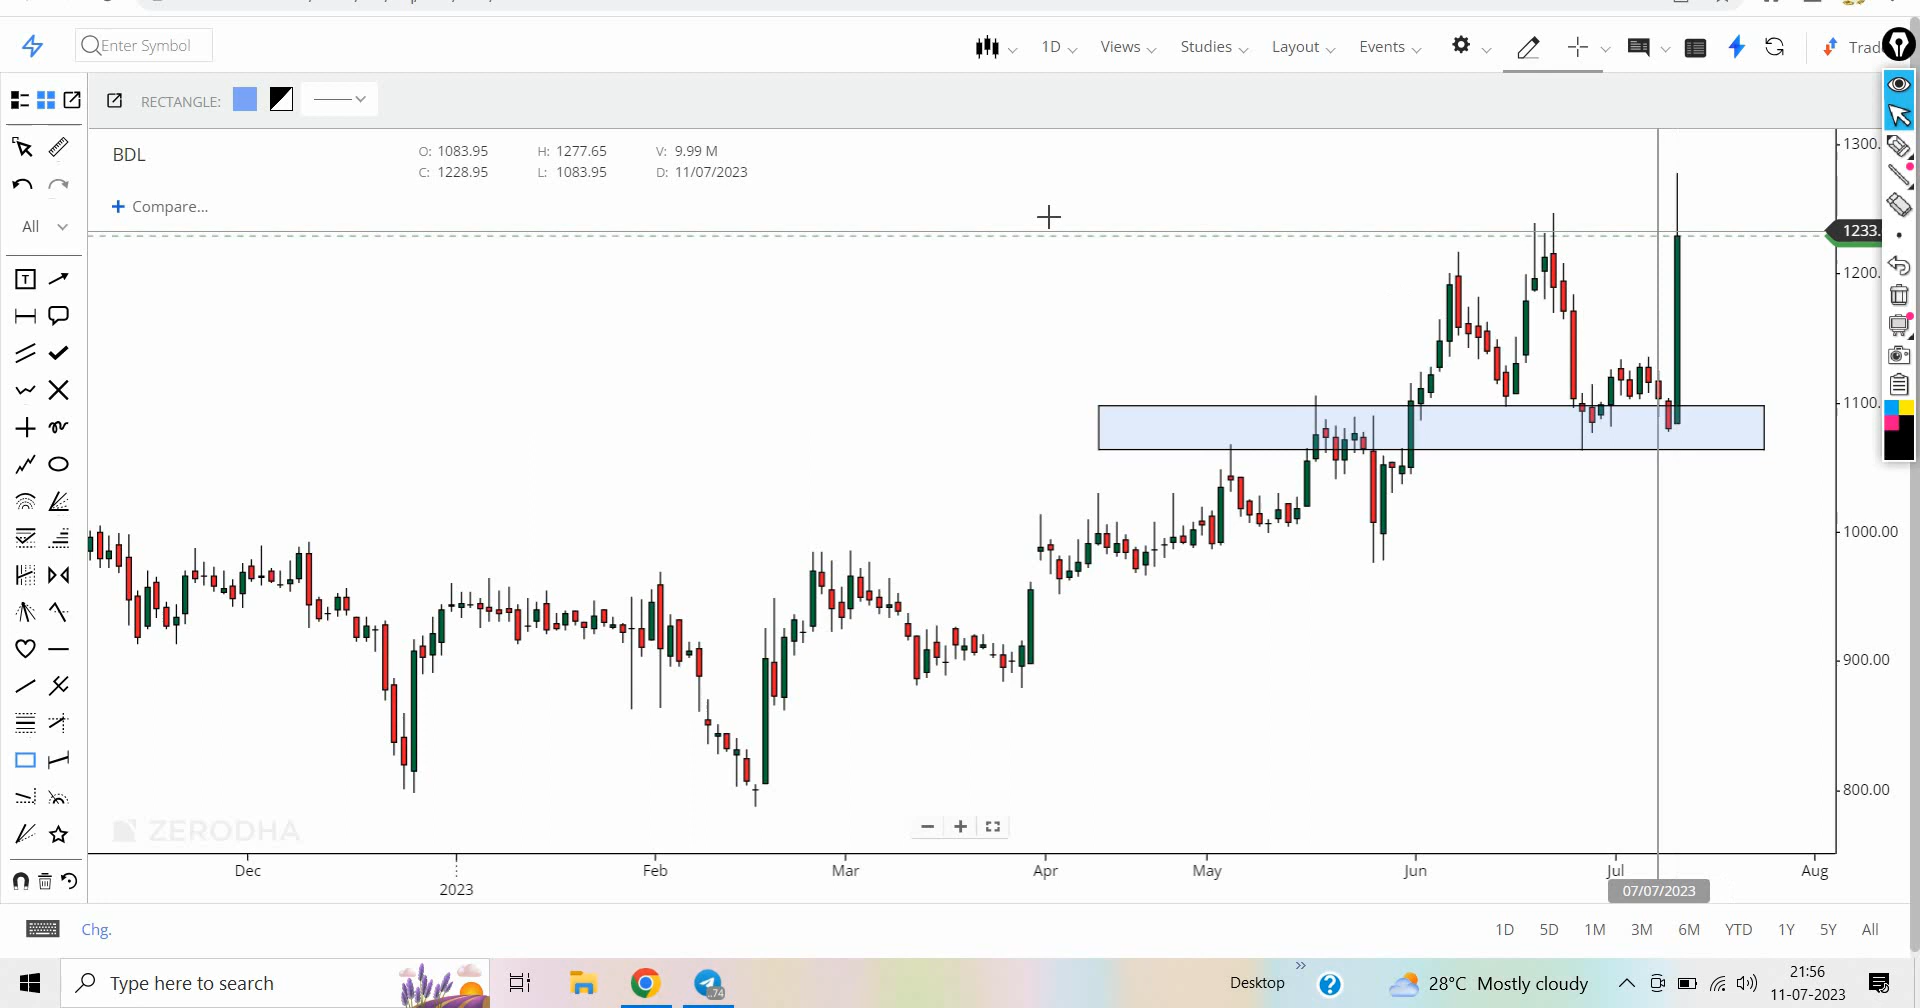 Enter Symbol
1D
Views
Studies
Layout
Events
Trad
RECTANGLE:
BDL
O: 1083.95 H: 1277.65 V: 9.99 M
C: 1228.95 L: 1083.95 D: 11/07/2023
+ Compare...
All
T
1300.
1233.
1200.
1100.
1000.00
900.00
800.00
ZERODHA
Dec
2023
Feb
Mar
Apr
May
Jun
Jul
Aug
07/07/2023
Chg.
1D 5D 1M 3M 6M YTD 1Y 5Y All
Type here to search
..74
Desktop
28°C Mostly cloudy
21:56
11-07-2023